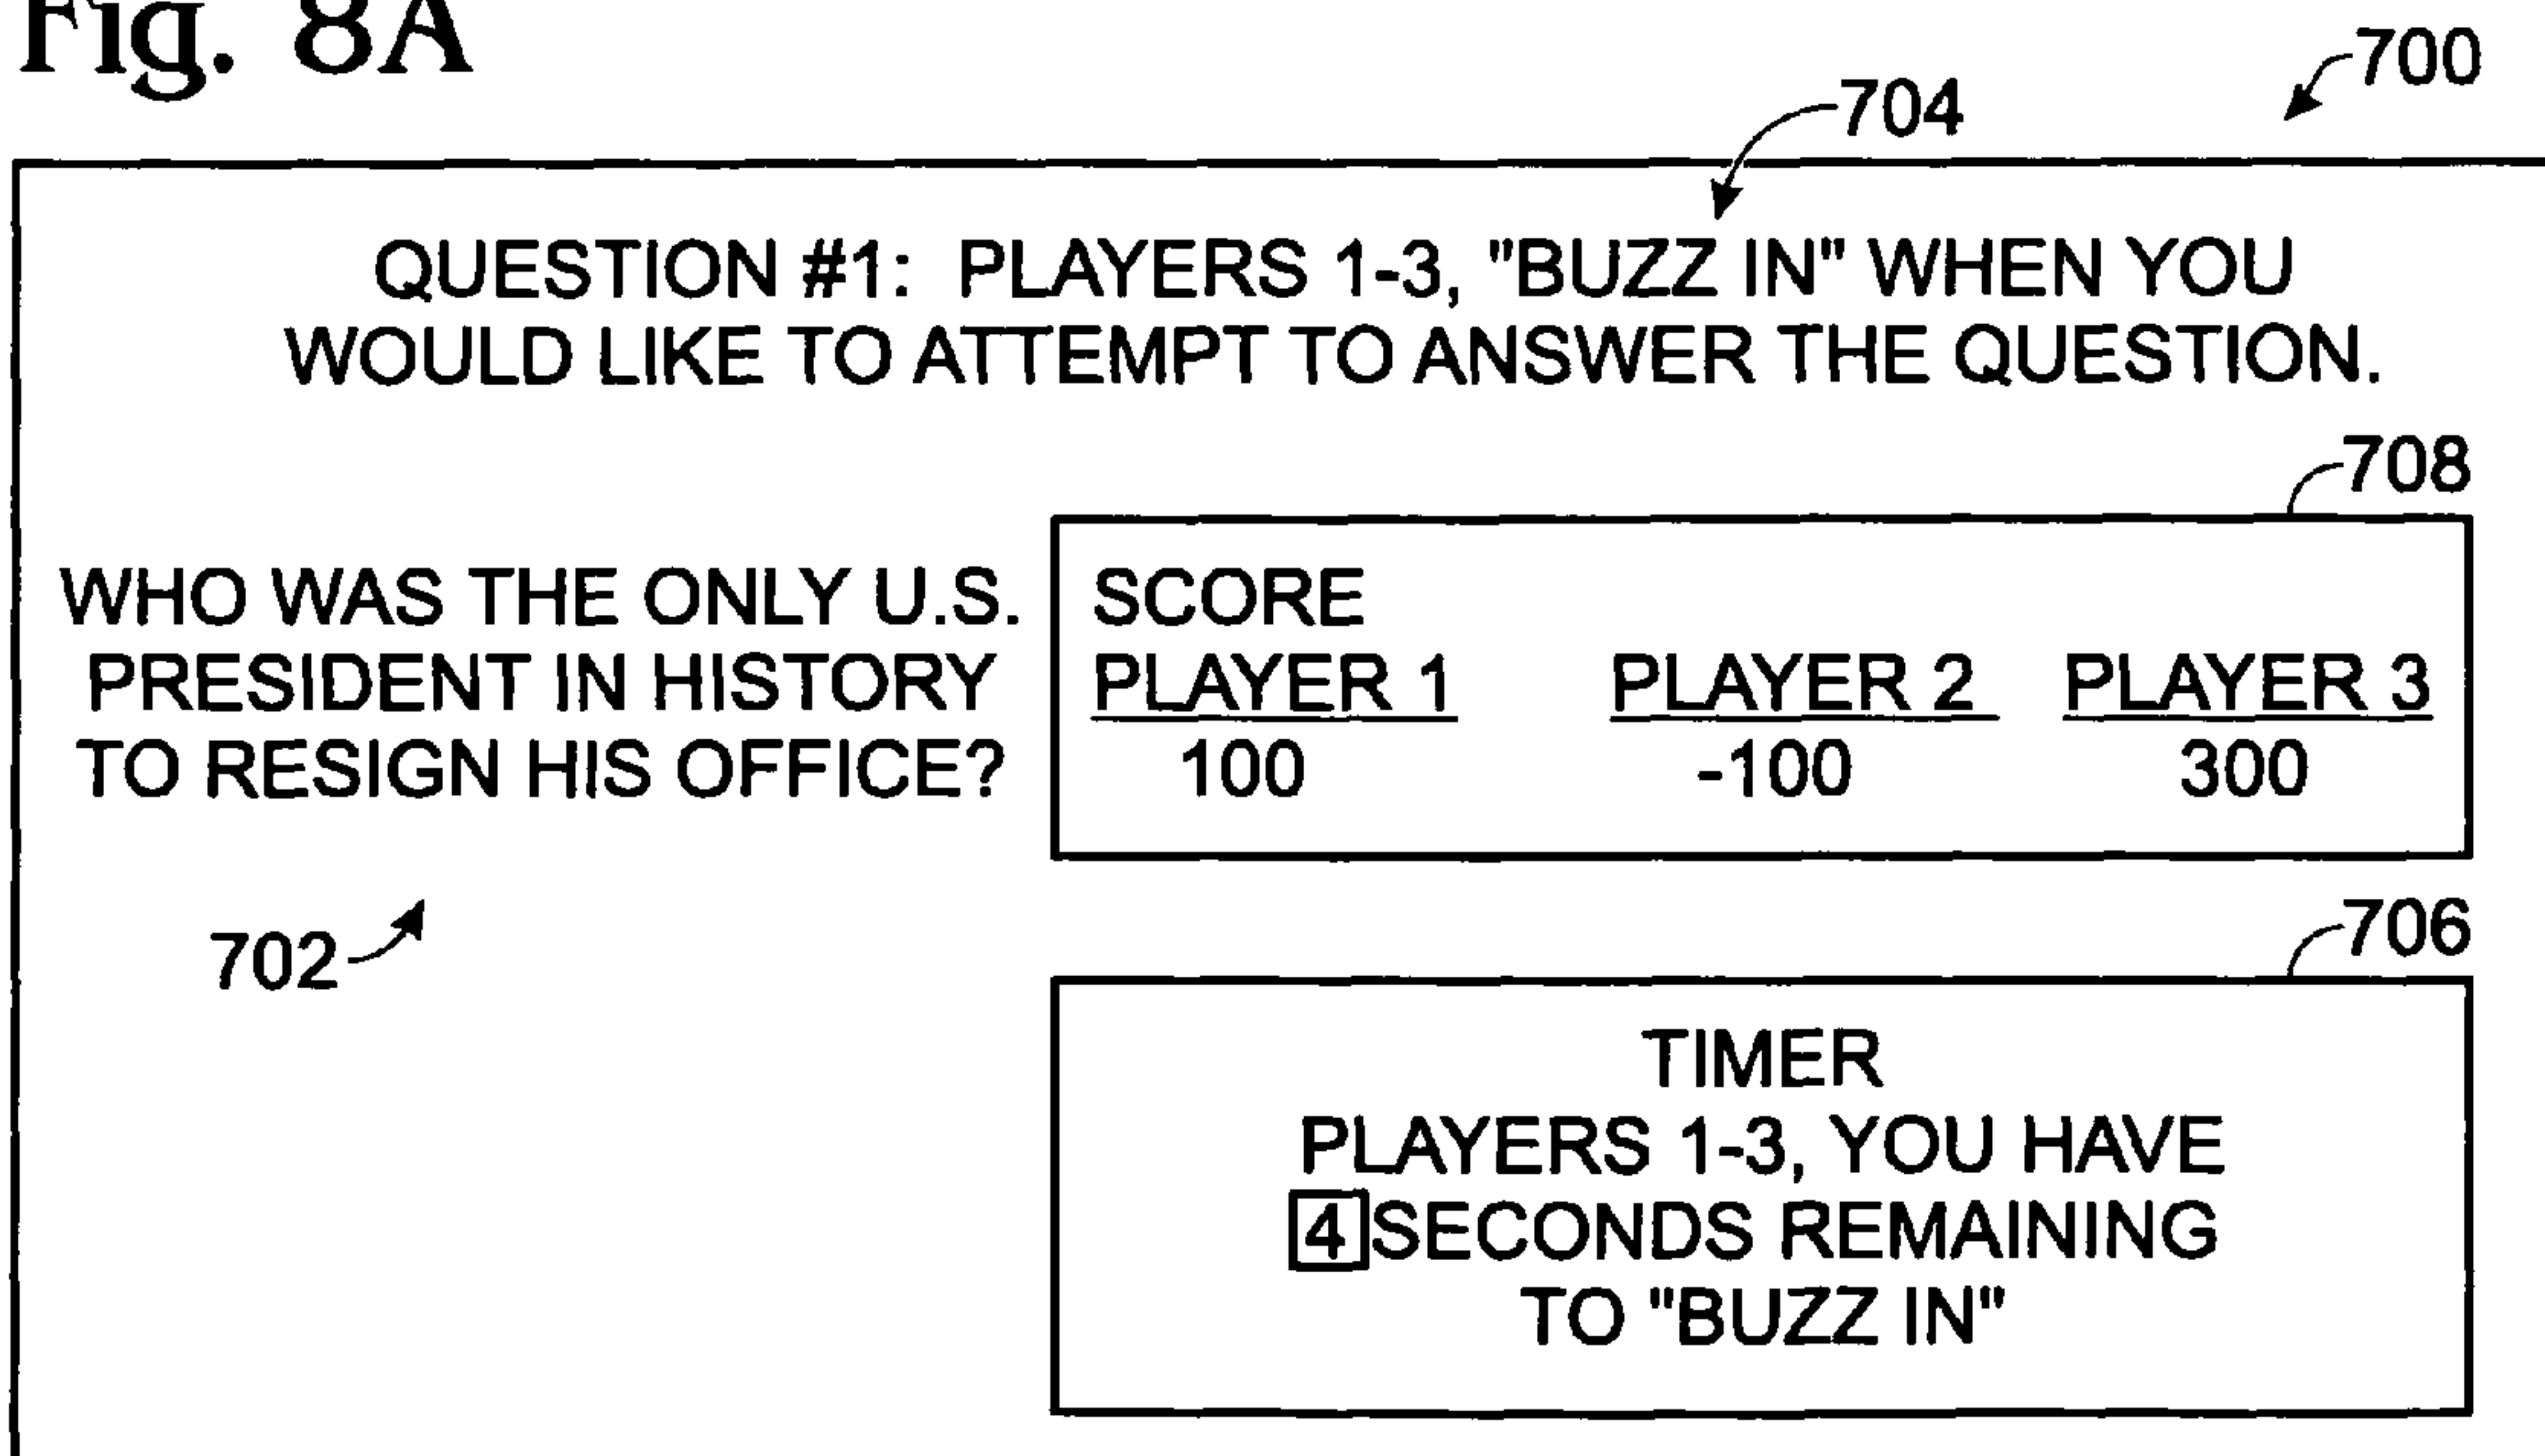 Fig. 8A
700
704
QUESTION #1: PLAYERS 1-3, "BUZZ IN" WHEN YOU
WOULD LIKE TO ATTEMPT TO ANSWER THE QUESTION.
708
WHO WAS THE ONLY U.S.
PRESIDENT IN HISTORY
TO RESIGN HIS OFFICE?
SCORE
PLAYER 1 PLAYER 2 PLAYER 3
100 -100 300
702
706
TIMER
PLAYERS 1-3, YOU HAVE
4 SECONDS REMAINING
TO "BUZZ IN"